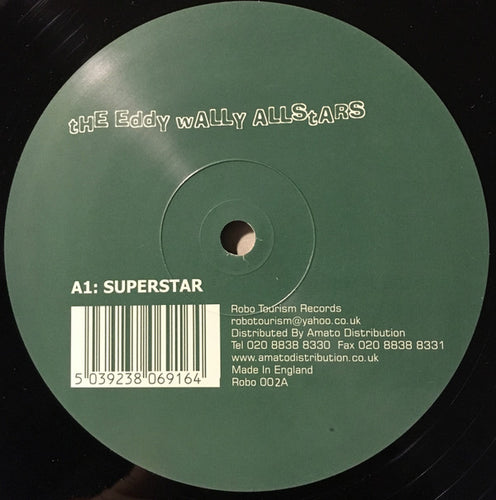 tHE Eddy wALLy ALLStARS
A1: SUPERSTAR
5 039238 069164
Robo Tourism Records
robotourism@yahoo.co.uk
Distributed By Amato Distribution
Tel 020 8838 8330 Fax 020 8838 8331
www.amatodistribution.co.uk
Made In England
Robo 002A